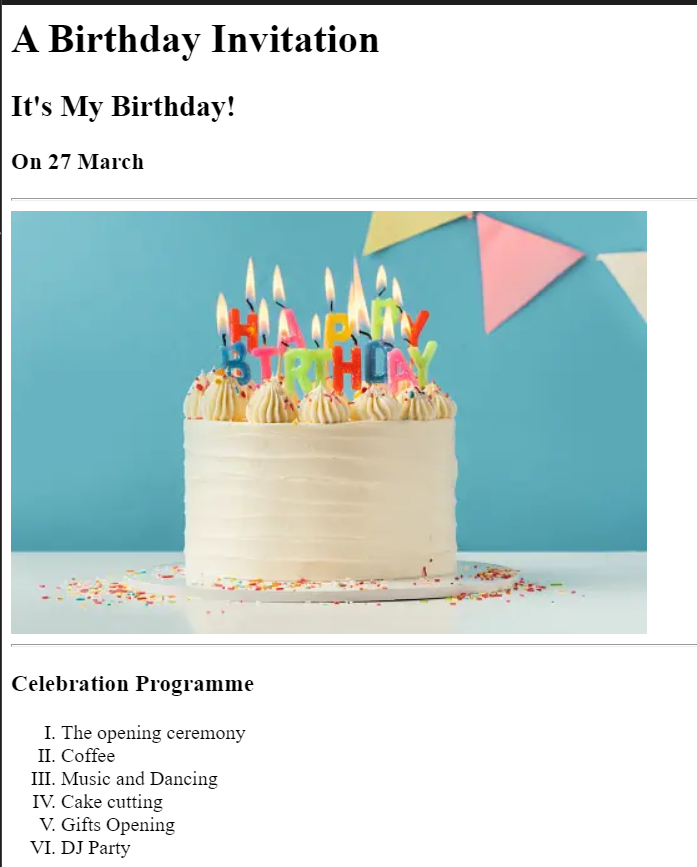 A Birthday Invitation
It's My Birthday!
On 27 March
HAPPY
BIRTHDAY
Celebration Programme
I. The opening ceremony
II. Coffee
III. Music and Dancing
IV. Cake cutting
V. Gifts Opening
VI. DJ Party